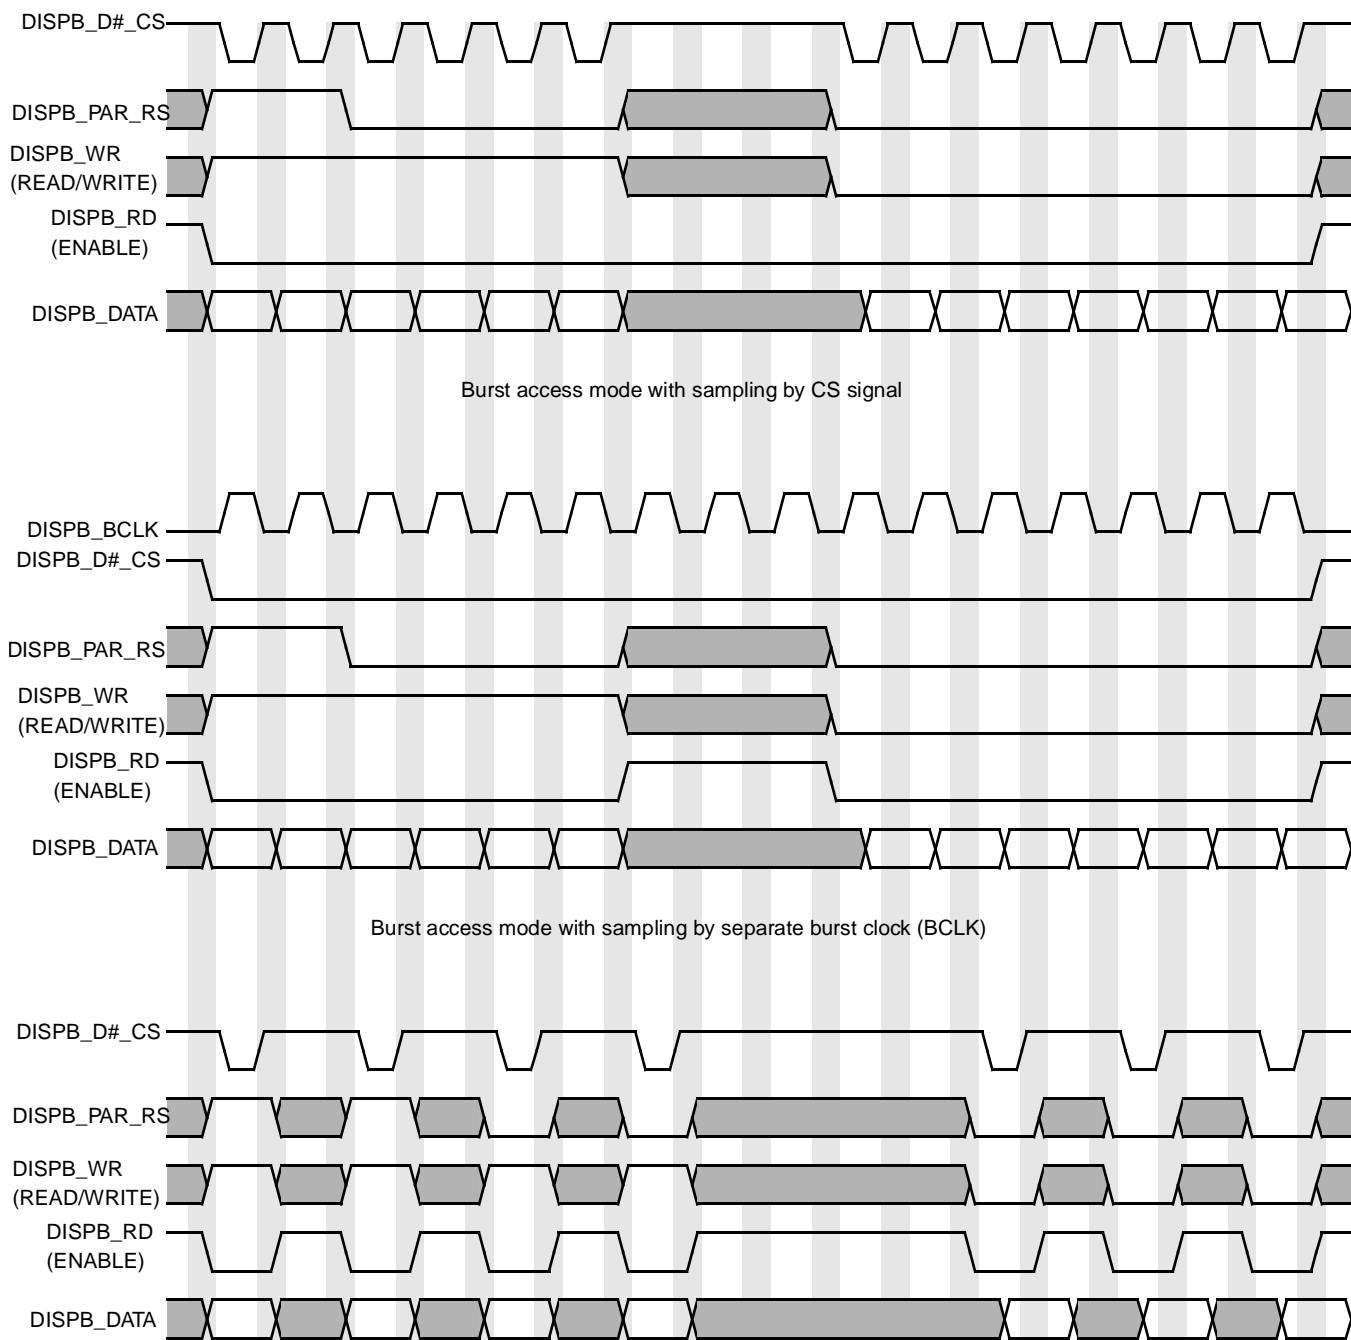 DISPB_D#_CS
DISPB_PAR_RS
DISPB_WR
(READ/WRITE)
DISPB_RD
(ENABLE)
DISPB_DATA
Burst access mode with sampling by CS signal
DISPB_BCLK
DISPB_D#_CS
DISPB_PAR_RS
DISPB_WR
(READ/WRITE)
DISPB_RD
(ENABLE)
DISPB_DATA
Burst access mode with sampling by separate burst clock (BCLK)
DISPB_D#_CS
DISPB_PAR_RS
DISPB_WR
(READ/WRITE)
DISPB_RD
(ENABLE)
DISPB_DATA